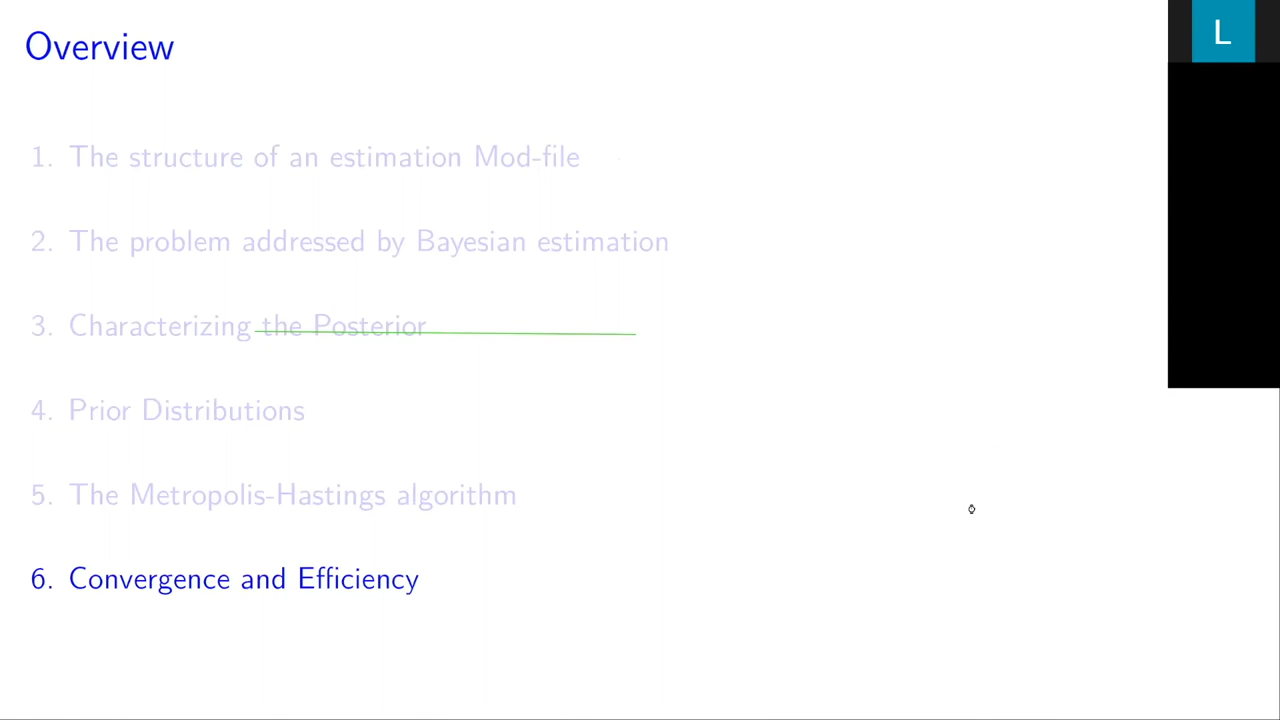 Overview
L
1. The structure of an estimation Mod-file
2. The problem addressed by Bayesian estimation
3. Characterizing the Posterior
4. Prior Distributions
5. The Metropolis-Hastings algorithm
6. Convergence and Efficiency